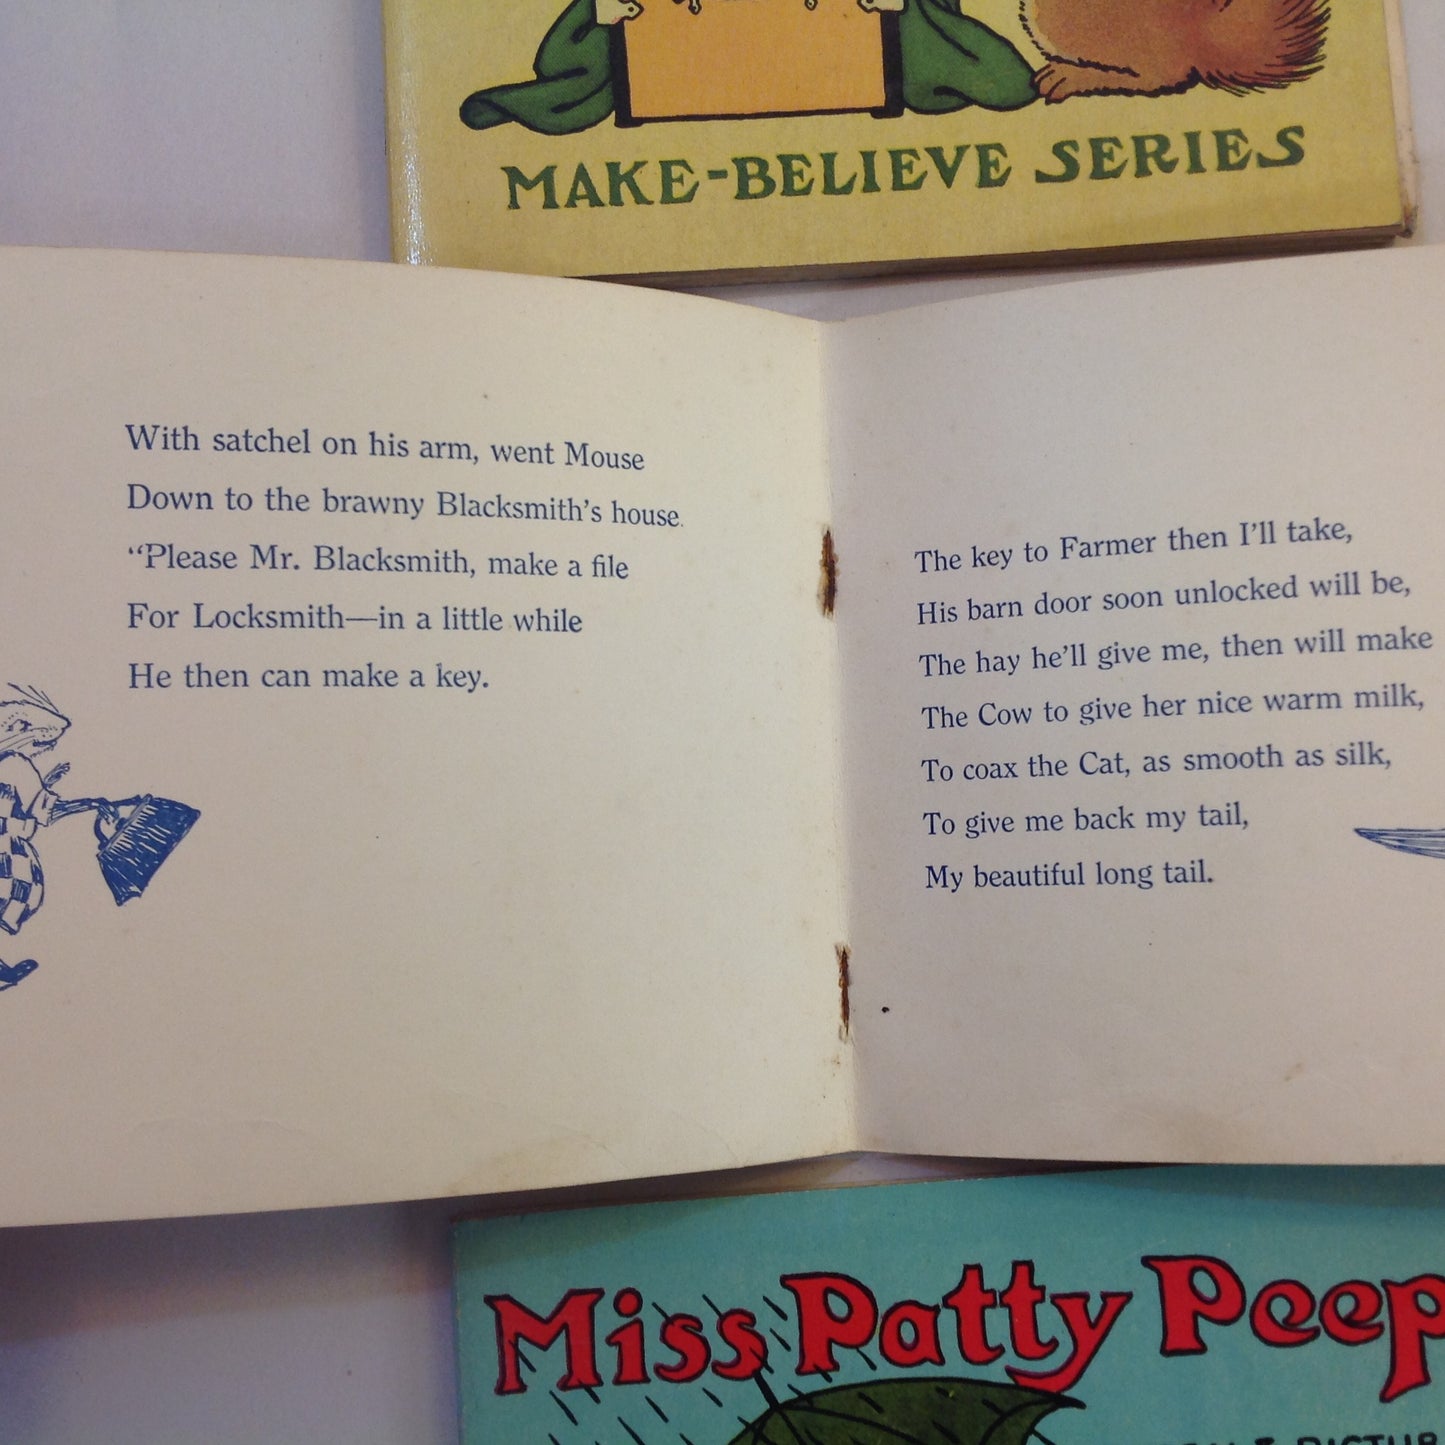 MAKE-BELIEVE SERIES
With satchel on his arm, went Mouse
Down to the brawny Blacksmith's house.
“Please Mr. Blacksmith, make a file
For Locksmith—in a little while
He then can make a key.
The key to Farmer then I'll take,
His barn door soon unlocked will be,
The hay he'll give me, then will make
The Cow to give her nice warm milk,
To coax the Cat, as smooth as silk,
To give me back my tail,
My beautiful long tail.
Miss Patty Peep